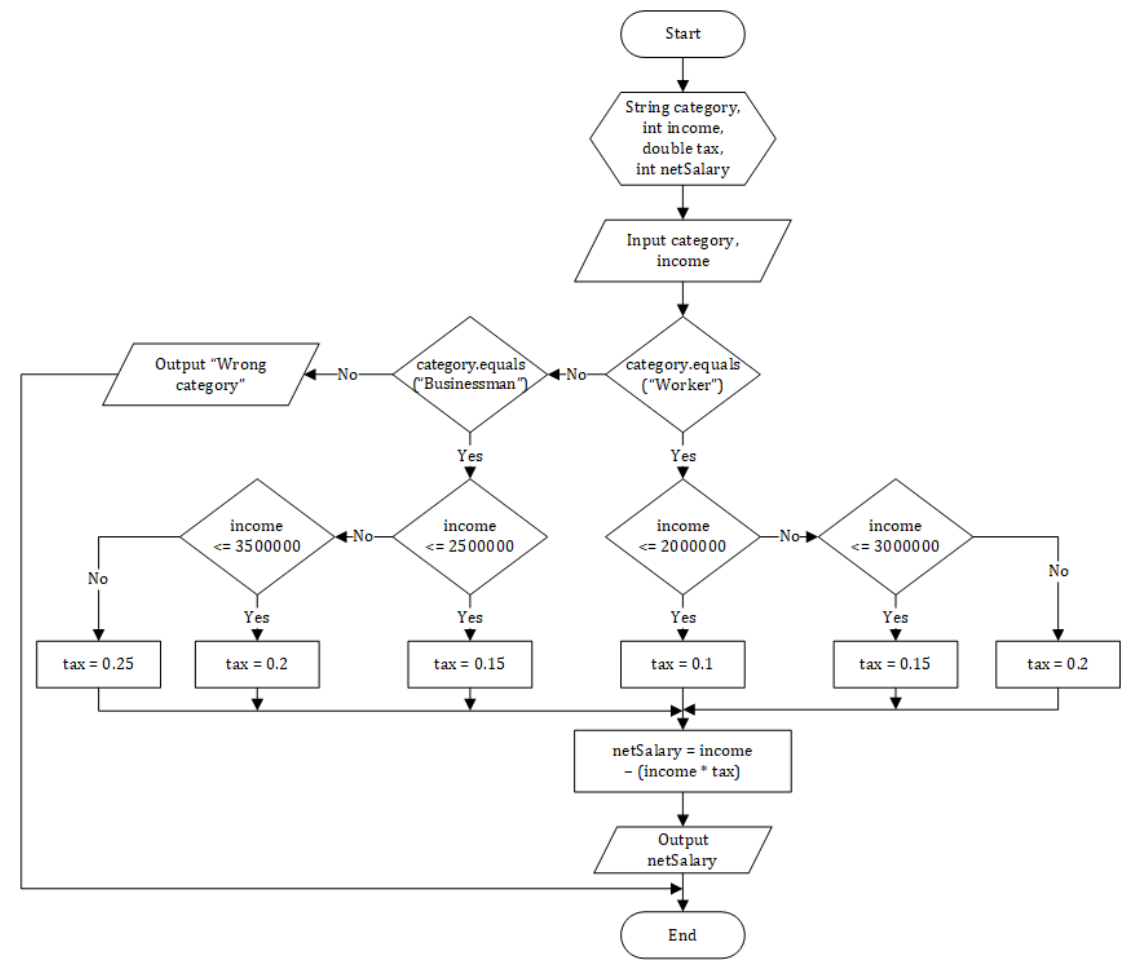 Start
String category,
int income,
double tax,
int netSalary
Input category,
income
Output “Wrong
category”
No
category.equals
(“Businessman”)
No
category.equals
(“Worker”)
Yes
Yes
income
<= 3500000
No
income
<= 2500000
income
<= 2000000
No
income
<= 3000000
No
Yes
Yes
Yes
Yes
No
tax = 0.25
tax = 0.2
tax = 0.15
tax = 0.1
tax = 0.15
tax = 0.2
netSalary = income
– (income * tax)
Output
netSalary
End